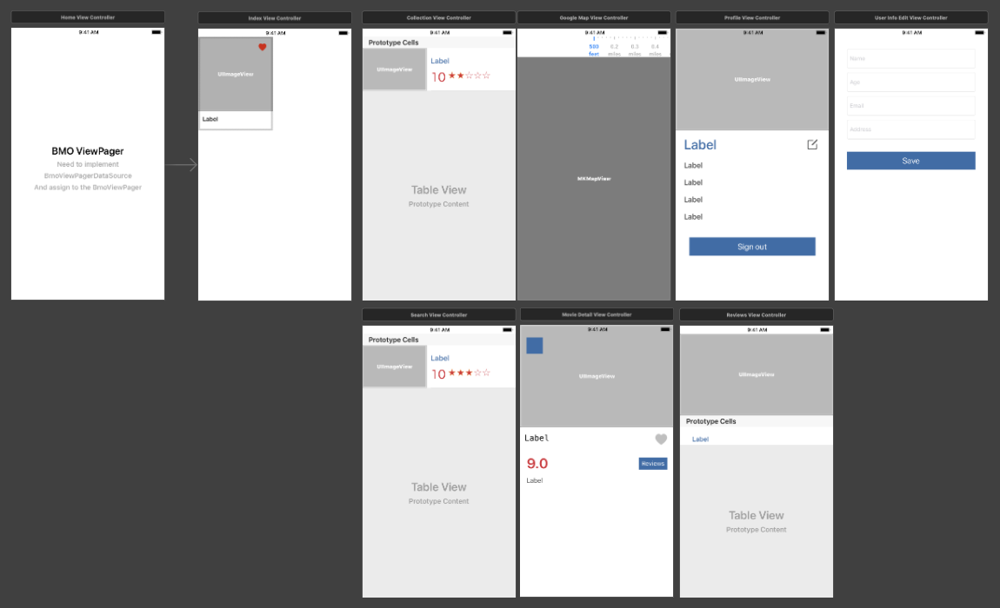 Home View Controller
9:41 AM
BMO ViewPager
Need to implement
BmoViewPagerDataSource
And assign to the BmoViewPager
Index View Controller
9:41 AM
UIImageView
Label
Collection View Controller
9:41 AM
Prototype Cells
UIImageView
Label
10 ★★☆☆☆
Table View
Prototype Content
Google Map View Controller
9:41 AM
500 0.2 0.3 0.4
feet miles miles miles
MKMapView
Profile View Controller
9:41 AM
UIImageView
Label
Label
Label
Label
Label
Sign out
User Info Edit View Controller
9:41 AM
Name
Age
Email
Address
Save
Search View Controller
9:41 AM
Prototype Cells
UIImageView
Label
10 ★★★☆☆
Table View
Prototype Content
Movie Detail View Controller
9:41 AM
UIImageView
Label
9.0
Reviews
Label
Reviews View Controller
9:41 AM
UIImageView
Prototype Cells
Label
Table View
Prototype Content